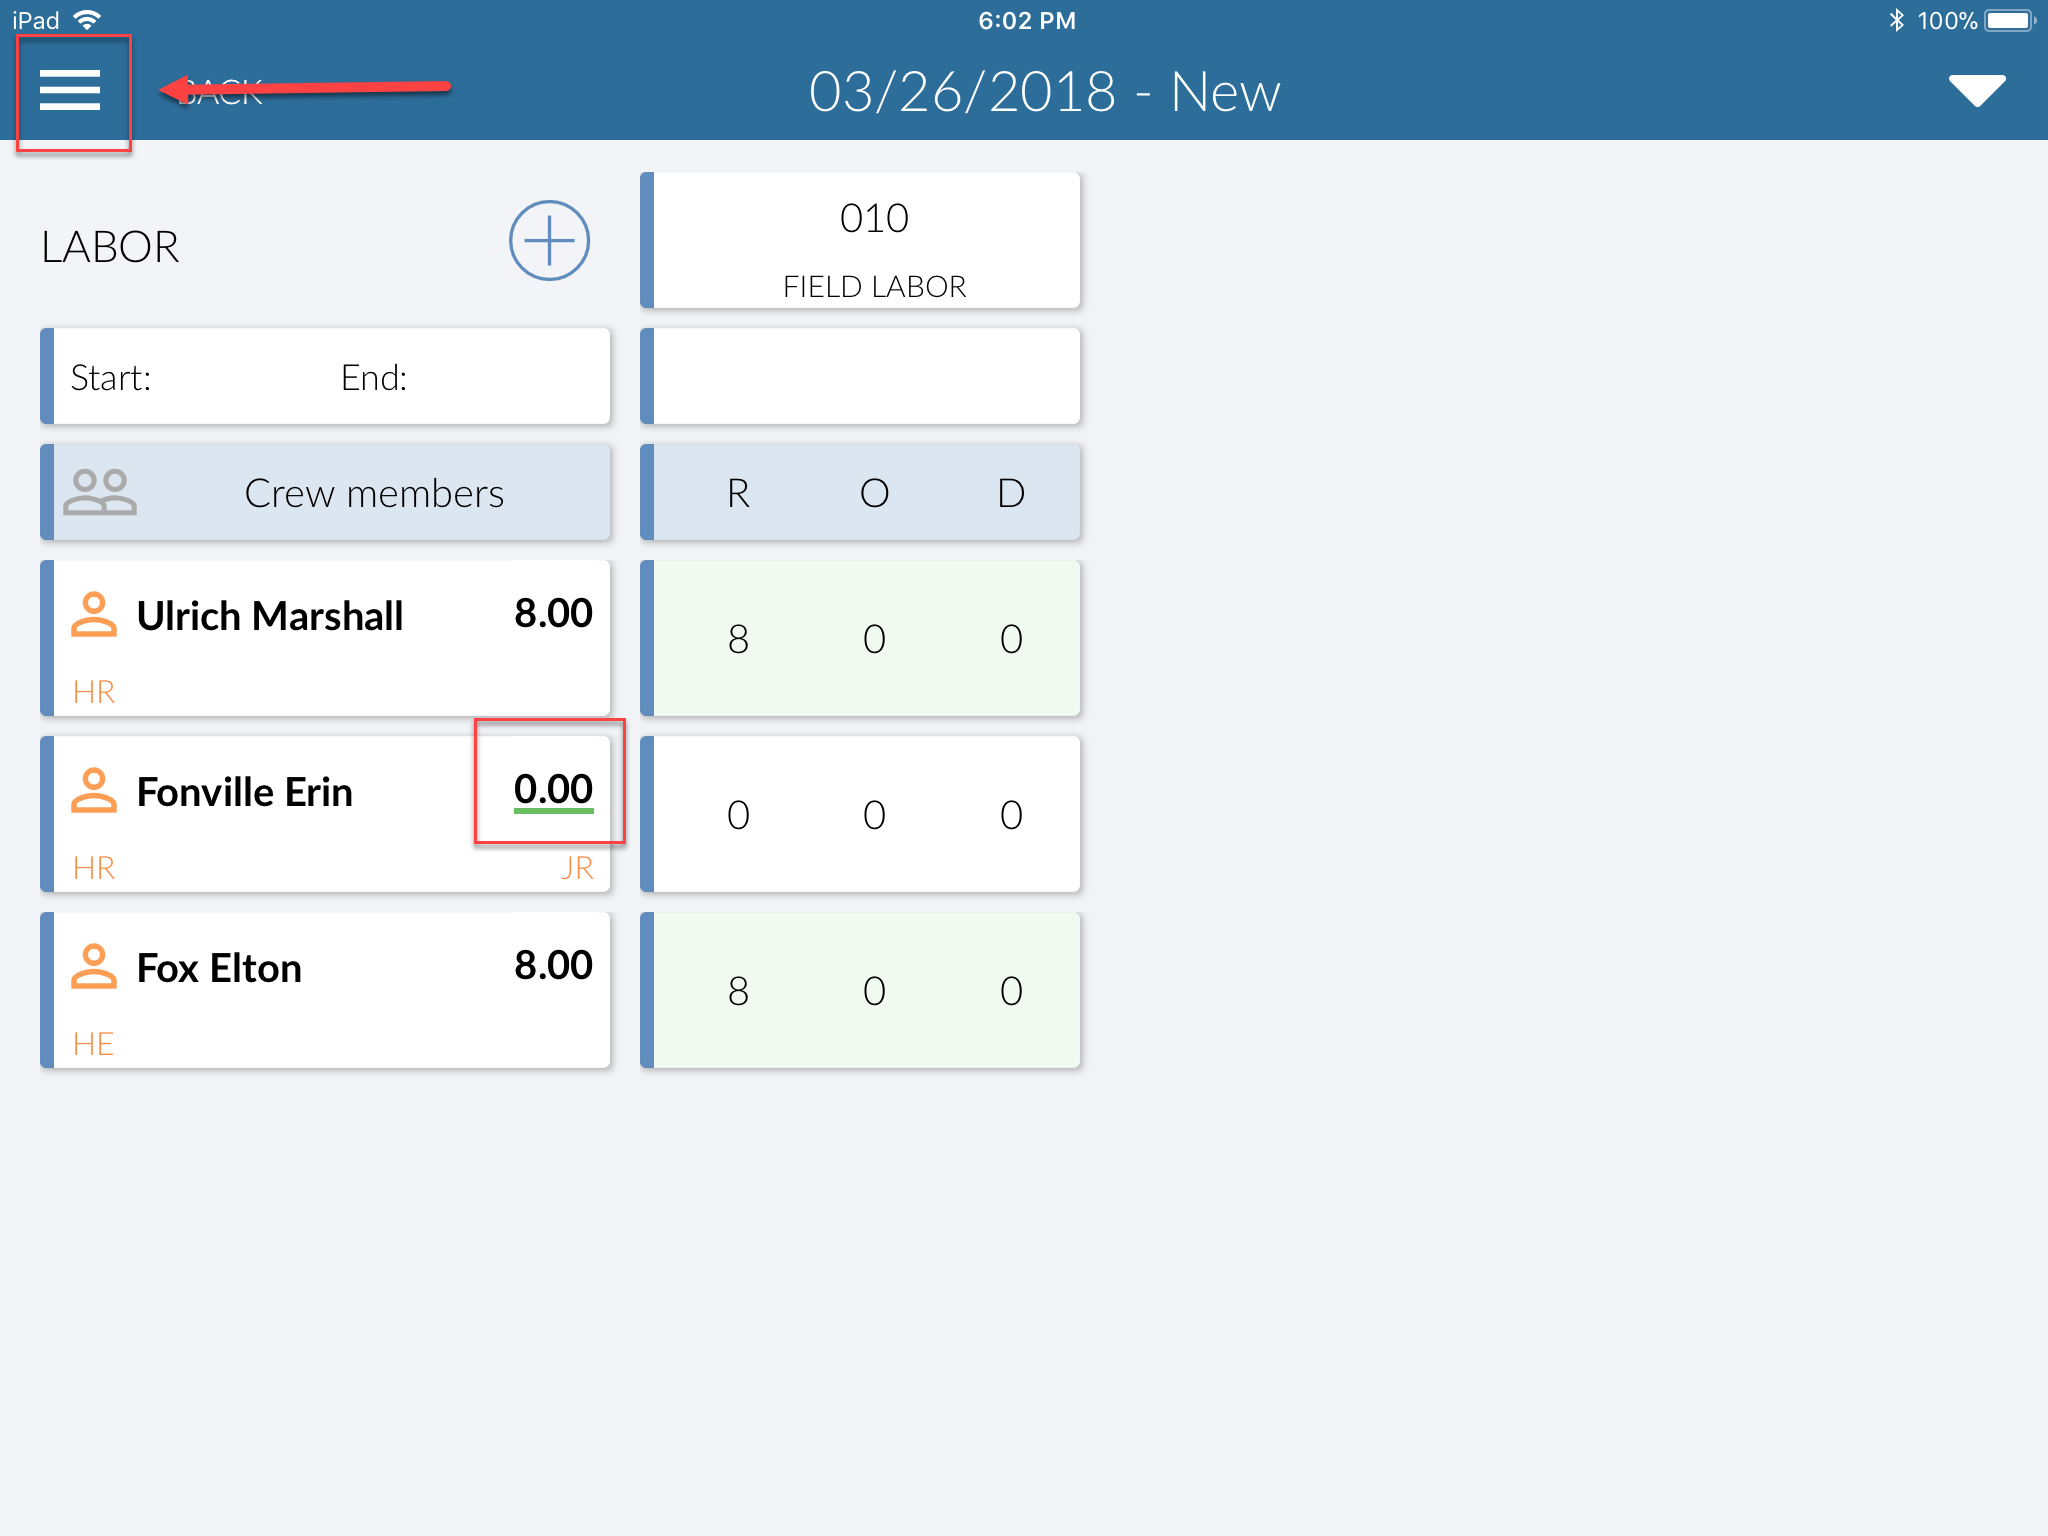 iPad 6:02 PM 100%
BACK 03/26/2018 - New
LABOR
010
FIELD LABOR
Start: End:
Crew members R O D
Ulrich Marshall 8.00
HR
8 0 0
Fonville Erin 0.00
HR JR
0 0 0
Fox Elton 8.00
HE
8 0 0